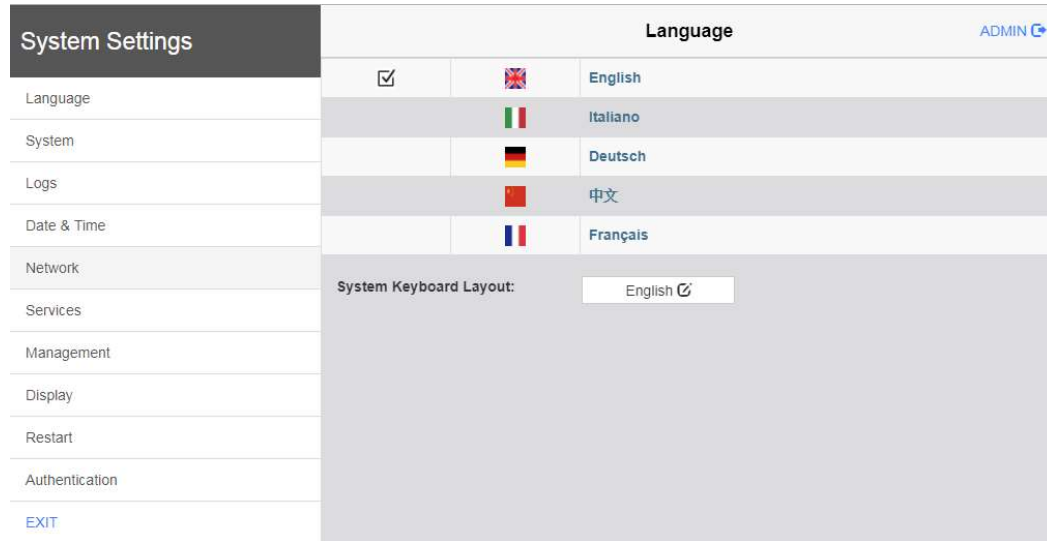 System Settings
Language
System
Logs
Date & Time
Network
Services
Management
Display
Restart
Authentication
EXIT
Language
ADMIN
English
Italiano
Deutsch
中文
Français
System Keyboard Layout:
English